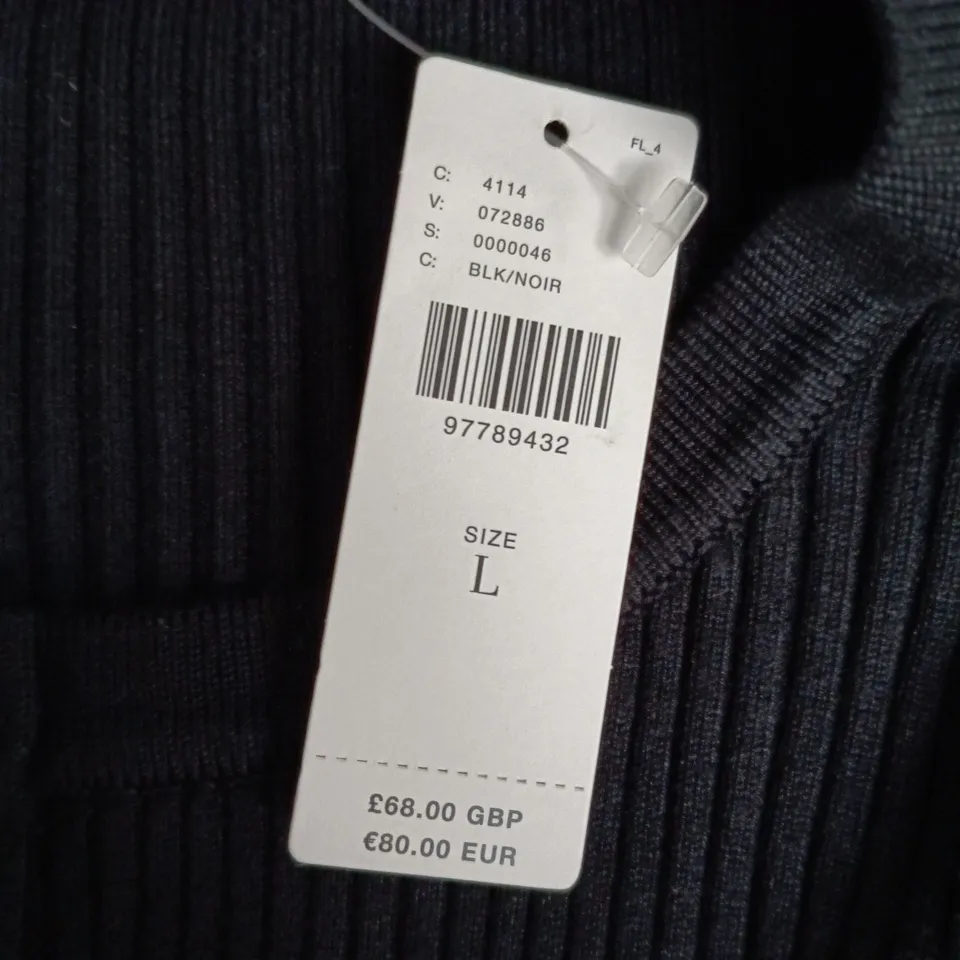 FL_4
C: 4114
V: 072886
S: 0000046
C: BLK/NOIR
97789432
SIZE
L
£68.00 GBP
€80.00 EUR